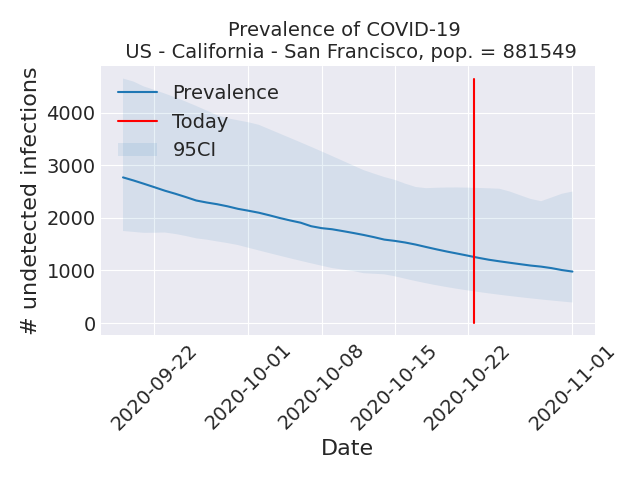 Prevalence of COVID-19
US - California - San Francisco, pop. = 881549
# undetected infections
4000
3000
2000
1000
0
Prevalence
Today
95CI
2020-09-22
2020-10-01
2020-10-08
2020-10-15
2020-10-22
2020-11-01
Date